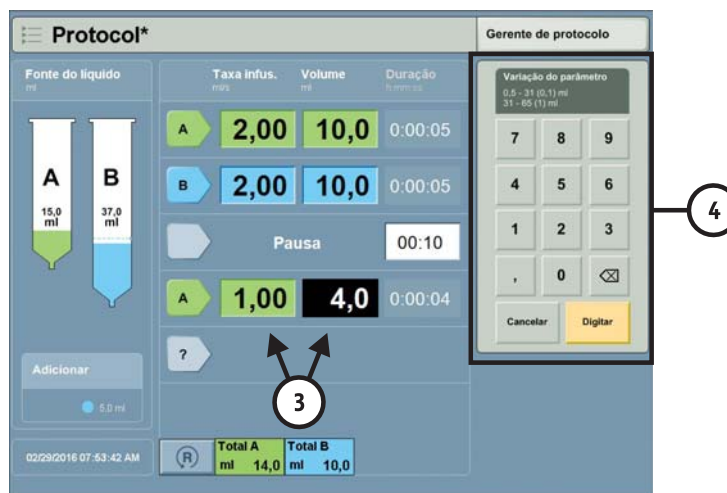 Protocol*
Gerente de protocolo
Fonte do líquido
ml
A
B
15,0
ml
37,0
ml
Adicionar
5,0 ml
02/29/2016 07:53:42 AM
Taxa infus. Volume Duração
ml/s ml h:mm:ss
A 2,00 10,0 0:00:05
B 2,00 10,0 0:00:05
Pausa 00:10
A 1,00 4,0 0:00:04
?
3
R
Total A
ml 14,0
Total B
ml 10,0
Variação do parâmetro
0,5 - 31 (0,1) ml
31 - 65 (1) ml
7 8 9
4 5 6
1 2 3
, 0
Cancelar Digitar
4